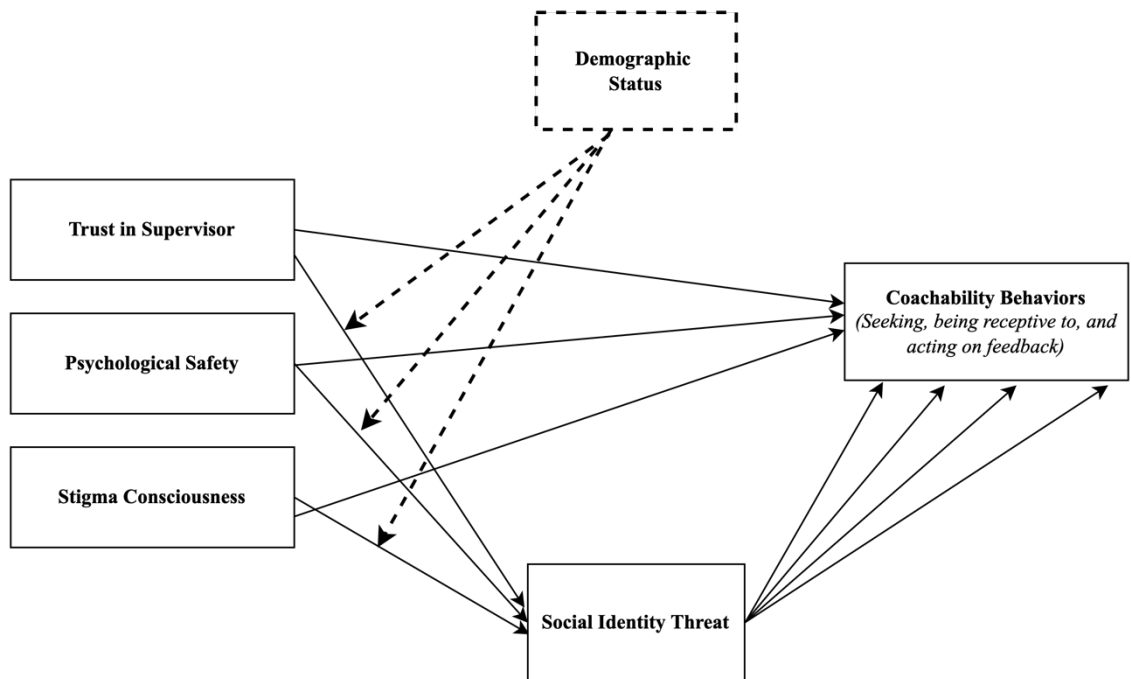 Demographic
Status
Trust in Supervisor
Psychological Safety
Stigma Consciousness
Coachability Behaviors
(Seeking, being receptive to, and
acting on feedback)
Social Identity Threat